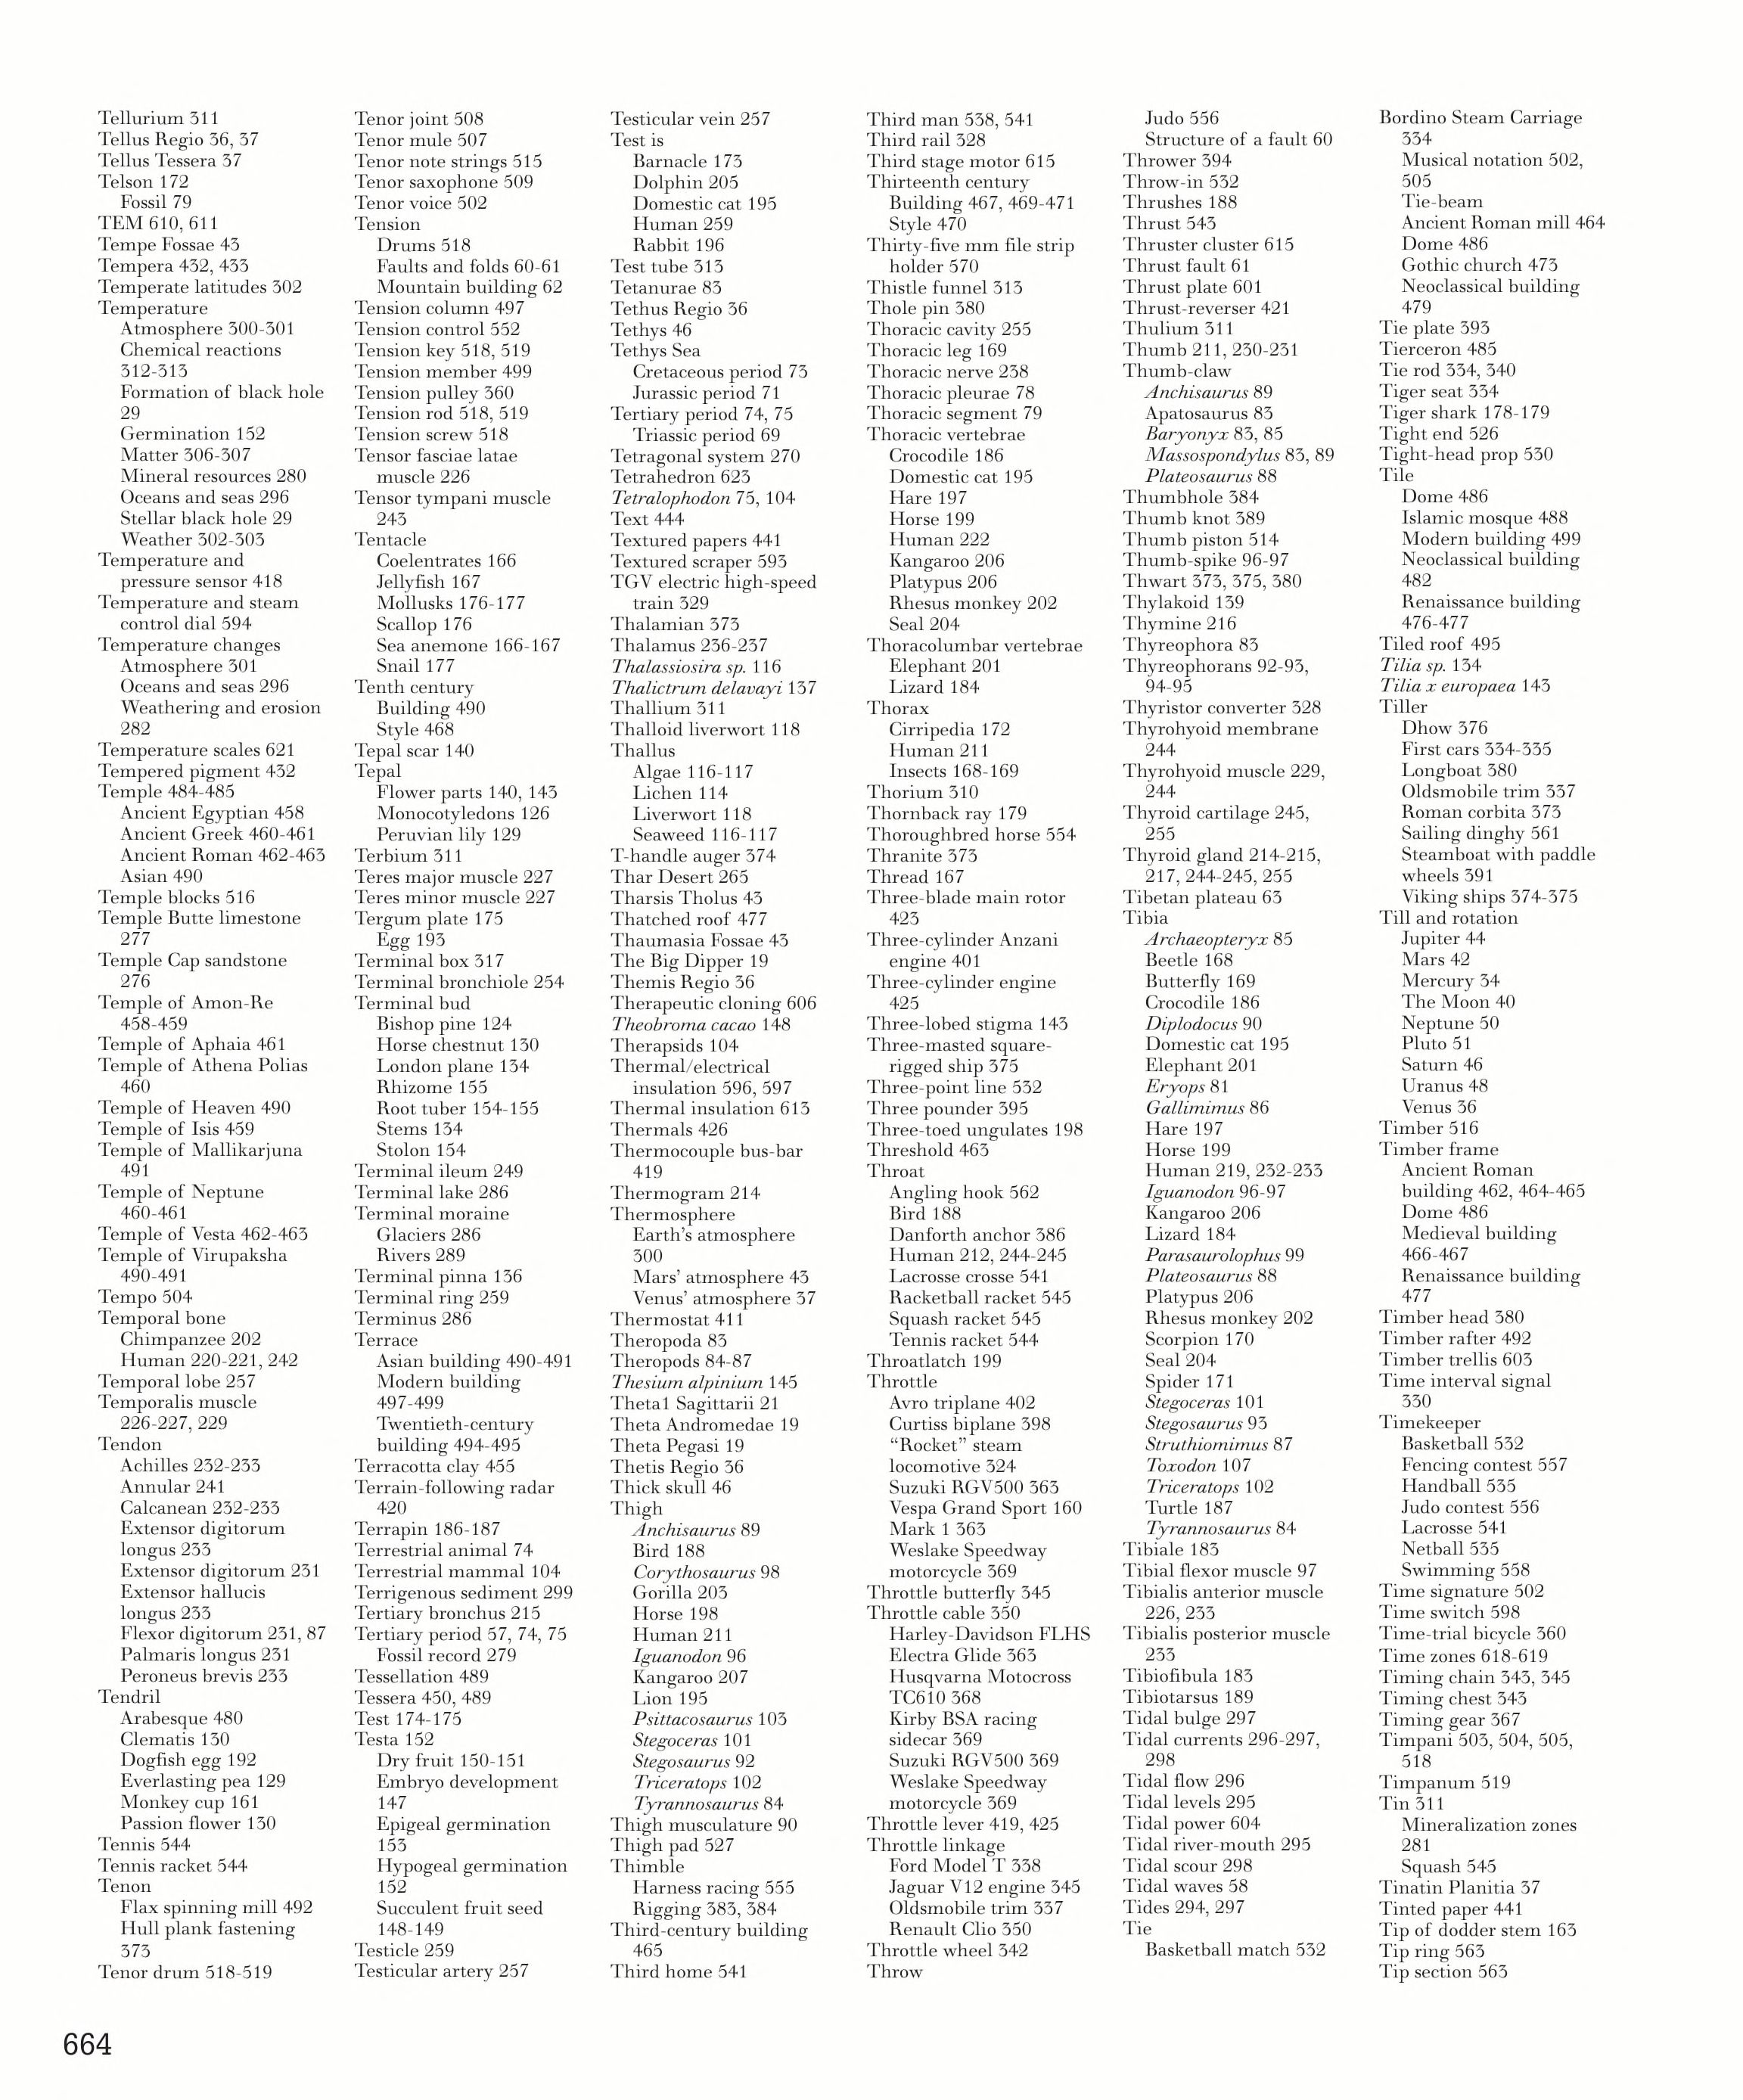 Tellurium 311
Tellus Regio 36, 37
Tellus Tessera 37
Telson 172
Fossil 79
TEM 610, 611
Tempe Fossae 43
Tempera 432, 433
Temperate latitudes 302
Temperature
Atmosphere 300-301
Chemical reactions
312-313
Formation of black hole
29
Germination 152
Matter 306-307
Mineral resources 280
Oceans and seas 296
Stellar black hole 29
Weather 302-303
Temperature and
pressure sensor 418
Temperature and steam
control dial 594
Temperature changes
Atmosphere 301
Oceans and seas 296
Weathering and erosion
282
Temperature scales 621
Tempered pigment 432
Temple 484-485
Ancient Egyptian 458
Ancient Greek 460-461
Ancient Roman 462-463
Asian 490
Temple blocks 516
Temple Butte limestone
277
Temple Cap sandstone
276
Temple of Amon-Re
458-459
Temple of Aphaia 461
Temple of Athena Polias
460
Temple of Heaven 490
Temple of Isis 459
Temple of Mallikarjuna
491
Temple of Neptune
460-461
Temple of Vesta 462-463
Temple of Virupaksha
490-491
Tempo 504
Temporal bone
Chimpanzee 202
Human 220-221, 242
Temporal lobe 257
Temporalis muscle
226-227, 229
Tendon
Achilles 232-233
Annular 241
Calcanean 232-233
Extensor digitorum
longus 233
Extensor digitorum 231
Extensor hallucis
longus 233
Flexor digitorum 231, 87
Palmaris longus 231
Peroneus brevis 233
Tendril
Arabesque 480
Clematis 130
Dogfish egg 192
Everlasting pea 129
Monkey cup 161
Passion flower 130
Tennis 544
Tennis racket 544
Tenon
Flax spinning mill 492
Hull plank fastening
373
Tenor drum 518-519
Tenor joint 508
Tenor mule 507
Tenor note strings 515
Tenor saxophone 509
Tenor voice 502
Tension
Drums 518
Faults and folds 60-61
Mountain building 62
Tension column 497
Tension control 552
Tension key 518, 519
Tension member 499
Tension pulley 360
Tension rod 518, 519
Tension screw 518
Tensor fasciae latae
muscle 226
Tensor tympani muscle
243
Tentacle
Coelentrates 166
Jellyfish 167
Mollusks 176-177
Scallop 176
Sea anemone 166-167
Snail 177
Tenth century
Building 490
Style 468
Tepal scar 140
Tepal
Flower parts 140, 143
Monocotyledons 126
Peruvian lily 129
Terbium 311
Teres major muscle 227
Teres minor muscle 227
Tergum plate 175
Egg 193
Terminal box 317
Terminal bronchiole 254
Terminal bud
Bishop pine 124
Horse chestnut 130
London plane 134
Rhizome 155
Root tuber 154-155
Stems 134
Stolon 154
Terminal ileum 249
Terminal lake 286
Terminal moraine
Glaciers 286
Rivers 289
Terminal pinna 136
Terminal ring 259
Terminus 286
Terrace
Asian building 490-491
Modern building
497-499
Twentieth-century
building 494-495
Terracotta clay 455
Terrain-following radar
420
Terrapin 186-187
Terrestrial animal 74
Terrestrial mammal 104
Terrigenous sediment 299
Tertiary bronchus 215
Tertiary period 57, 74, 75
Fossil record 279
Tessellation 489
Tessera 450, 489
Test 174-175
Testa 152
Dry fruit 150-151
Embryo development
147
Epigeal germination
153
Hypogeal germination
152
Succulent fruit seed
148-149
Testicle 259
Testicular artery 257
Testicular vein 257
Test is
Barnacle 173
Dolphin 205
Domestic cat 195
Human 259
Rabbit 196
Test tube 313
Tetanurae 83
Tethus Regio 36
Tethys 46
Tethys Sea
Cretaceous period 73
Jurassic period 71
Tertiary period 74, 75
Triassic period 69
Tetragonal system 270
Tetrahedron 623
Tetralophodon 75, 104
Text 444
Textured papers 441
Textured scraper 593
TGV electric high-speed
train 329
Thalamian 373
Thalamus 236-237
Thalassiosira sp. 116
Thalictrum delavayi 137
Thallium 311
Thalloid liverwort 118
Thallus
Algae 116-117
Lichen 114
Liverwort 118
Seaweed 116-117
T-handle auger 374
Thar Desert 265
Tharsis Tholus 43
Thatched roof 477
Thaumasia Fossae 43
The Big Dipper 19
Themis Regio 36
Therapeutic cloning 606
Theobroma cacao 148
Therapsids 104
Thermal/electrical
insulation 596, 597
Thermal insulation 613
Thermals 426
Thermocouple bus-bar
419
Thermogram 214
Thermosphere
Earth's atmosphere
300
Mars' atmosphere 43
Venus' atmosphere 37
Thermostat 411
Theropoda 83
Theropods 84-87
Thesium alpinium 145
Theta1 Sagittarii 21
Theta Andromedae 19
Theta Pegasi 19
Thetis Regio 36
Thick skull 46
Thigh
Anchisaurus 89
Bird 188
Corythosaurus 98
Gorilla 203
Horse 198
Human 211
Iguanodon 96
Kangaroo 207
Lion 195
Psittacosaurus 103
Stegoceras 101
Stegosaurus 92
Triceratops 102
Tyrannosaurus 84
Thigh musculature 90
Thigh pad 527
Thimble
Harness racing 555
Rigging 383, 384
Third-century building
465
Third home 541
Third man 538, 541
Third rail 328
Third stage motor 615
Thirteenth century
Building 467, 469-471
Style 470
Thirty-five mm file strip
holder 570
Thistle funnel 313
Thole pin 380
Thoracic cavity 255
Thoracic leg 169
Thoracic nerve 238
Thoracic pleurae 78
Thoracic segment 79
Thoracic vertebrae
Crocodile 186
Domestic cat 195
Hare 197
Horse 199
Human 222
Kangaroo 206
Platypus 206
Rhesus monkey 202
Seal 204
Thoracolumbar vertebrae
Elephant 201
Lizard 184
Thorax
Cirripedia 172
Human 211
Insects 168-169
Thorium 310
Thornback ray 179
Thoroughbred horse 554
Thranite 373
Thread 167
Three-blade main rotor
423
Three-cylinder Anzani
engine 401
Three-cylinder engine
425
Three-lobed stigma 143
Three-masted square-
rigged ship 375
Three-point line 532
Three pounder 395
Three-toed ungulates 198
Threshold 463
Throat
Angling hook 562
Bird 188
Danforth anchor 386
Human 212, 244-245
Lacrosse crosse 541
Racketball racket 545
Squash racket 545
Tennis racket 544
Throatlatch 199
Throttle
Avro triplane 402
Curtiss biplane 398
“Rocket” steam
locomotive 324
Suzuki RGV500 363
Vespa Grand Sport 160
Mark 1 363
Weslake Speedway
motorcycle 369
Throttle butterfly 345
Throttle cable 350
Harley-Davidson FLHS
Electra Glide 363
Husqvarna Motocross
TC610 368
Kirby BSA racing
sidecar 369
Suzuki RGV500 369
Weslake Speedway
motorcycle 369
Throttle lever 419, 425
Throttle linkage
Ford Model T 338
Jaguar V12 engine 345
Oldsmobile trim 337
Renault Clio 350
Throttle wheel 342
Throw
Judo 556
Structure of a fault 60
Thrower 394
Throw-in 532
Thrushes 188
Thrust 543
Thruster cluster 615
Thrust fault 61
Thrust plate 601
Thrust-reverser 421
Thulium 311
Thumb 211, 230-231
Thumb-claw
Anchisaurus 89
Apatosaurus 83
Baryonyx 83, 85
Massospondylus 83, 89
Plateosaurus 88
Thumbhole 384
Thumb knot 389
Thumb piston 514
Thumb-spike 96-97
Thwart 373, 375, 380
Thylakoid 139
Thymine 216
Thyreophora 83
Thyreophorans 92-93,
94-95
Thyristor converter 328
Thyrohyoid membrane
244
Thyrohyoid muscle 229,
244
Thyroid cartilage 245,
255
Thyroid gland 214-215,
217, 244-245, 255
Tibetan plateau 63
Tibia
Archaeopteryx 85
Beetle 168
Butterfly 169
Crocodile 186
Diplodocus 90
Domestic cat 195
Elephant 201
Eryops 81
Gallimimus 86
Hare 197
Horse 199
Human 219, 232-233
Iguanodon 96-97
Kangaroo 206
Lizard 184
Parasaurolophus 99
Plateosaurus 88
Platypus 206
Rhesus monkey 202
Scorpion 170
Seal 204
Spider 171
Stegoceras 101
Stegosaurus 93
Struthiomimus 87
Toxodon 107
Triceratops 102
Turtle 187
Tyrannosaurus 84
Tibiale 183
Tibial flexor muscle 97
Tibialis anterior muscle
226, 233
Tibialis posterior muscle
233
Tibiofibula 183
Tibiotarsus 189
Tidal bulge 297
Tidal currents 296-297,
298
Tidal flow 296
Tidal levels 295
Tidal power 604
Tidal river-mouth 295
Tidal scour 298
Tidal waves 58
Tides 294, 297
Tie
Basketball match 532
Bordino Steam Carriage
334
Musical notation 502,
505
Tie-beam
Ancient Roman mill 464
Dome 486
Gothic church 473
Neoclassical building
479
Tie plate 393
Tierceron 485
Tie rod 334, 340
Tiger seat 334
Tiger shark 178-179
Tight end 526
Tight-head prop 530
Tile
Dome 486
Islamic mosque 488
Modern building 499
Neoclassical building
482
Renaissance building
476-477
Tiled roof 495
Tilia sp. 134
Tilia x europaea 143
Tiller
Dhow 376
First cars 334-335
Longboat 380
Oldsmobile trim 337
Roman corbita 373
Sailing dinghy 561
Steamboat with paddle
wheels 391
Viking ships 374-375
Till and rotation
Jupiter 44
Mars 42
Mercury 34
The Moon 40
Neptune 50
Pluto 51
Saturn 46
Uranus 48
Venus 36
Timber 516
Timber frame
Ancient Roman
building 462, 464-465
Dome 486
Medieval building
466-467
Renaissance building
477
Timber head 380
Timber rafter 492
Timber trellis 603
Time interval signal
330
Timekeeper
Basketball 532
Fencing contest 557
Handball 535
Judo contest 556
Lacrosse 541
Netball 535
Swimming 558
Time signature 502
Time switch 598
Time-trial bicycle 360
Time zones 618-619
Timing chain 343, 345
Timing chest 343
Timing gear 367
Timpani 503, 504, 505,
518
Timpanum 519
Tin 311
Mineralization zones
281
Squash 545
Tinatin Planitia 37
Tinted paper 441
Tip of dodder stem 163
Tip ring 563
Tip section 563
664